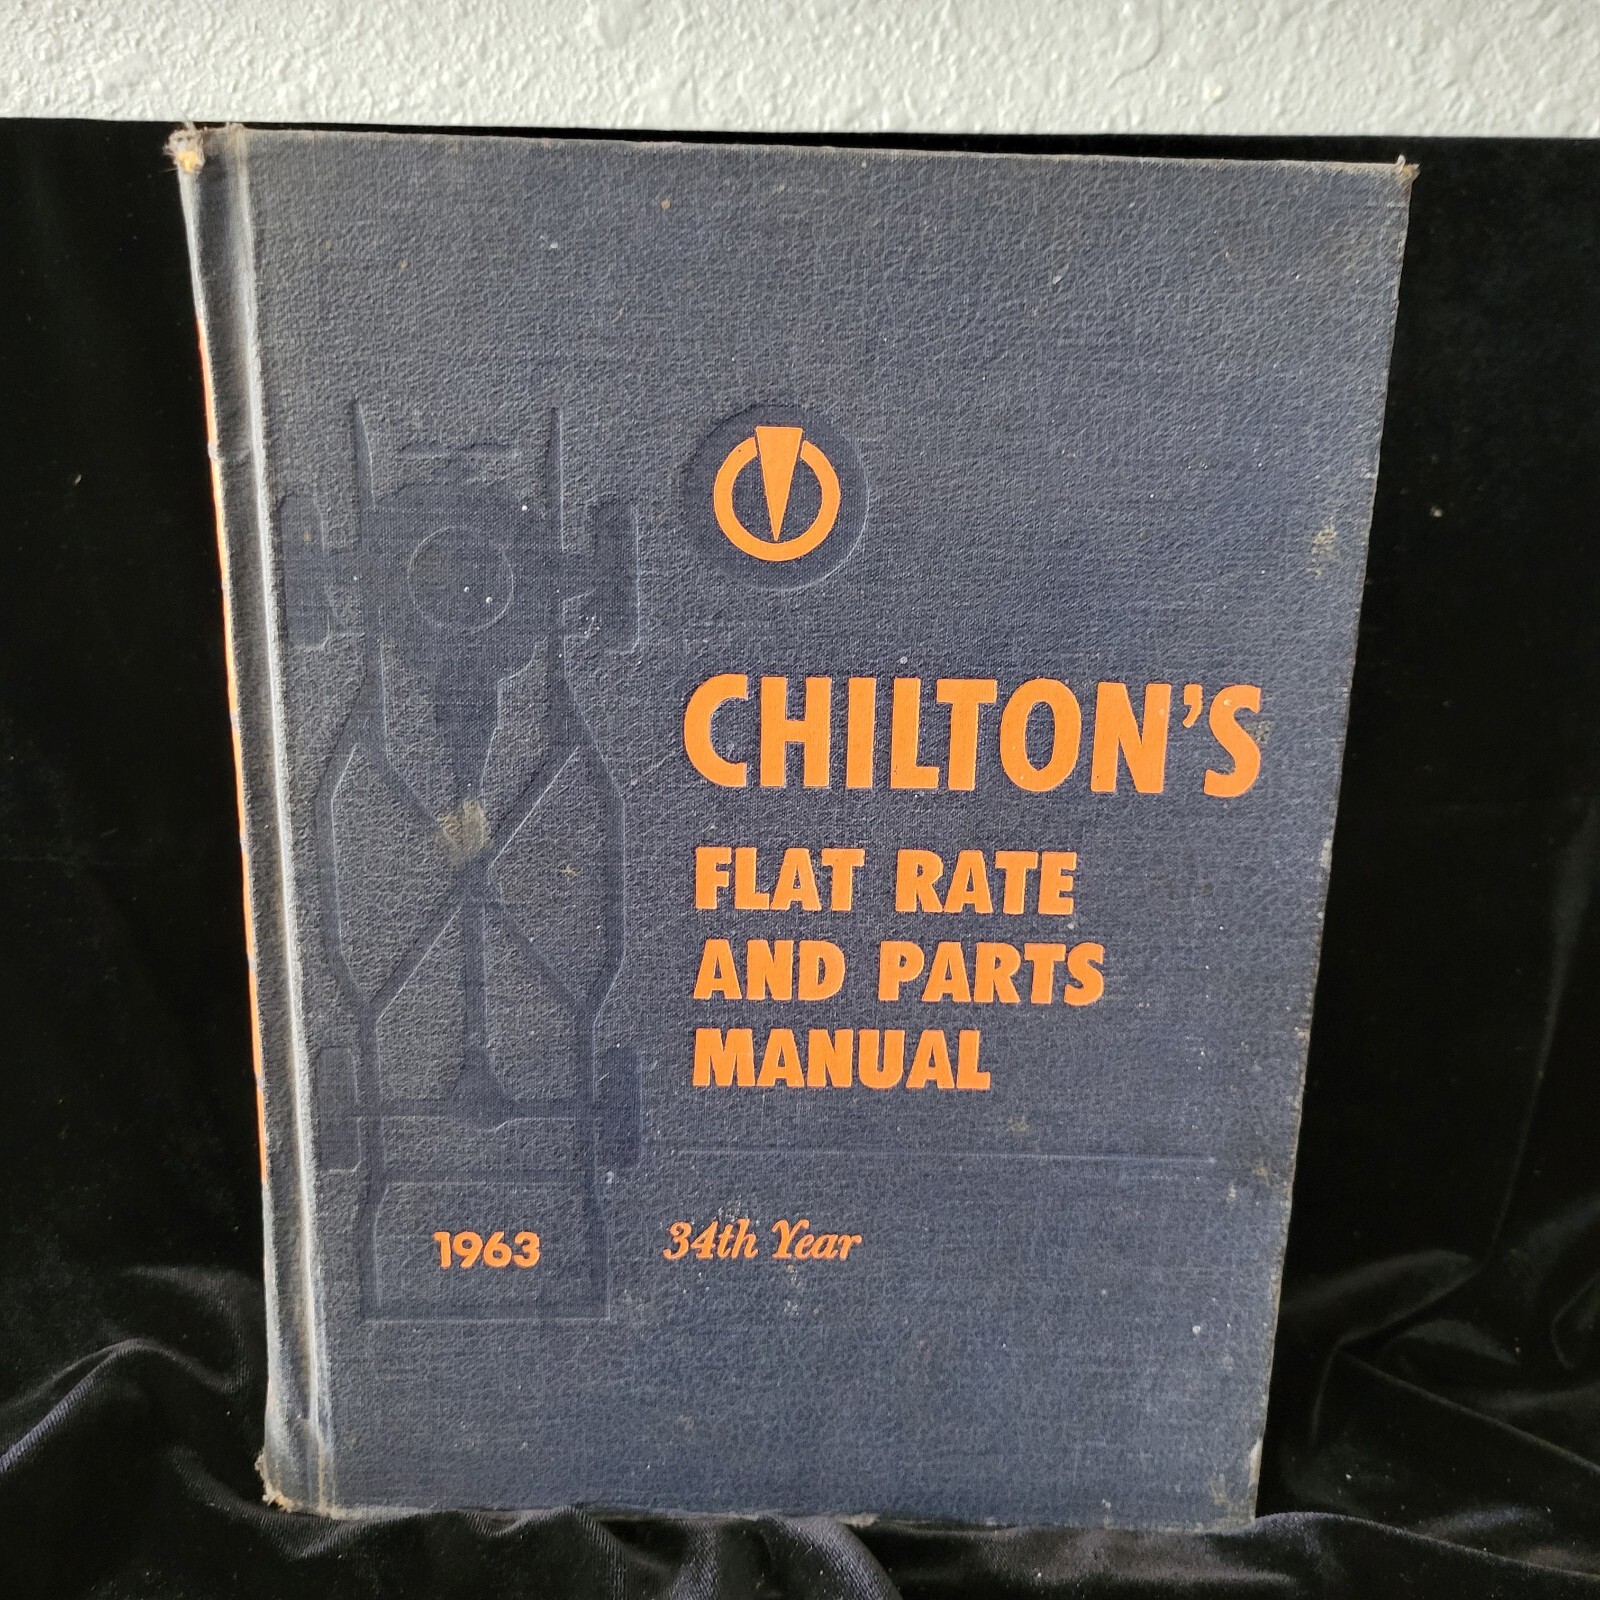 CHILTON'S
FLAT RATE
AND PARTS
MANUAL
1963
34th Year